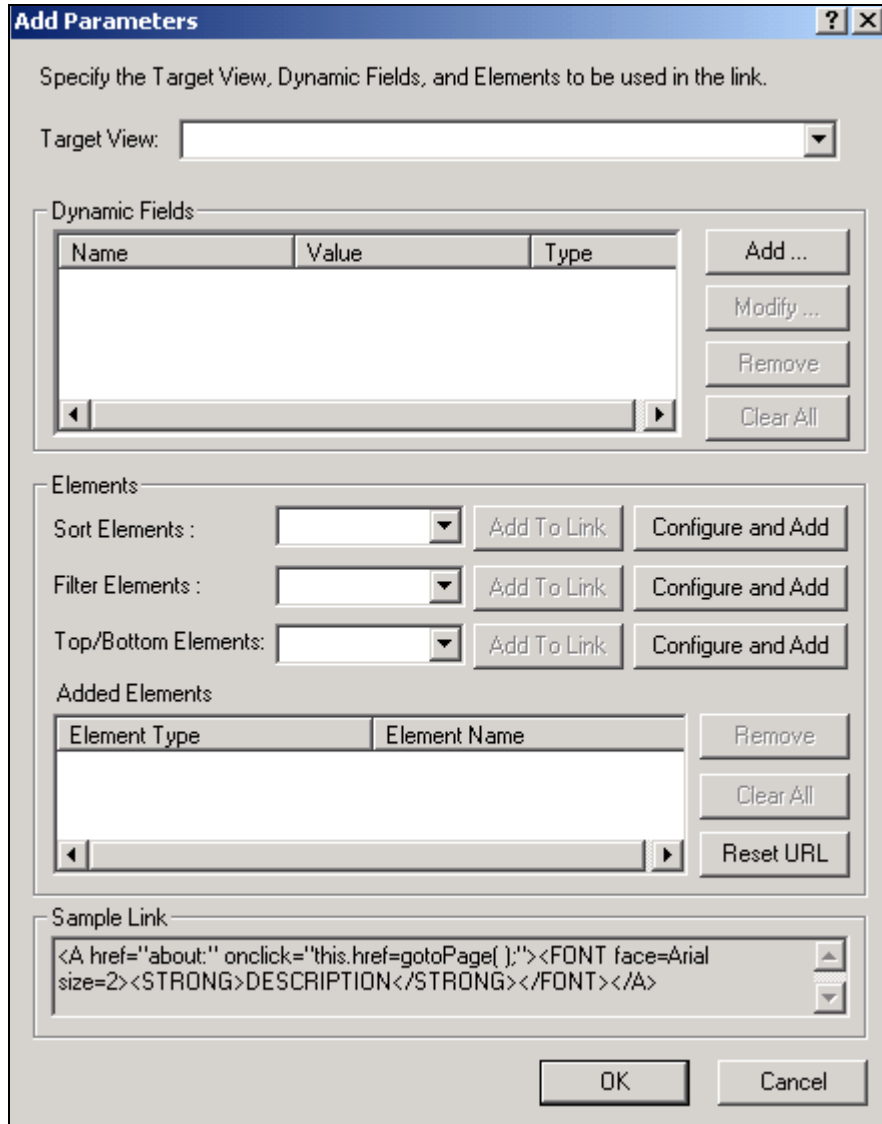 Add Parameters
Specify the Target View, Dynamic Fields, and Elements to be used in the link.
Target View:
Dynamic Fields
Name Value Type
Add ...
Modify ...
Remove
Clear All
Elements
Sort Elements : Add To Link Configure and Add
Filter Elements : Add To Link Configure and Add
Top/Bottom Elements: Add To Link Configure and Add
Added Elements
Element Type Element Name
Remove
Clear All
Reset URL
Sample Link
<A href="about:" onclick="this.href=gotoPage( );"><FONT face=Arial
size=2><STRONG>DESCRIPTION</STRONG></FONT></A>
OK Cancel